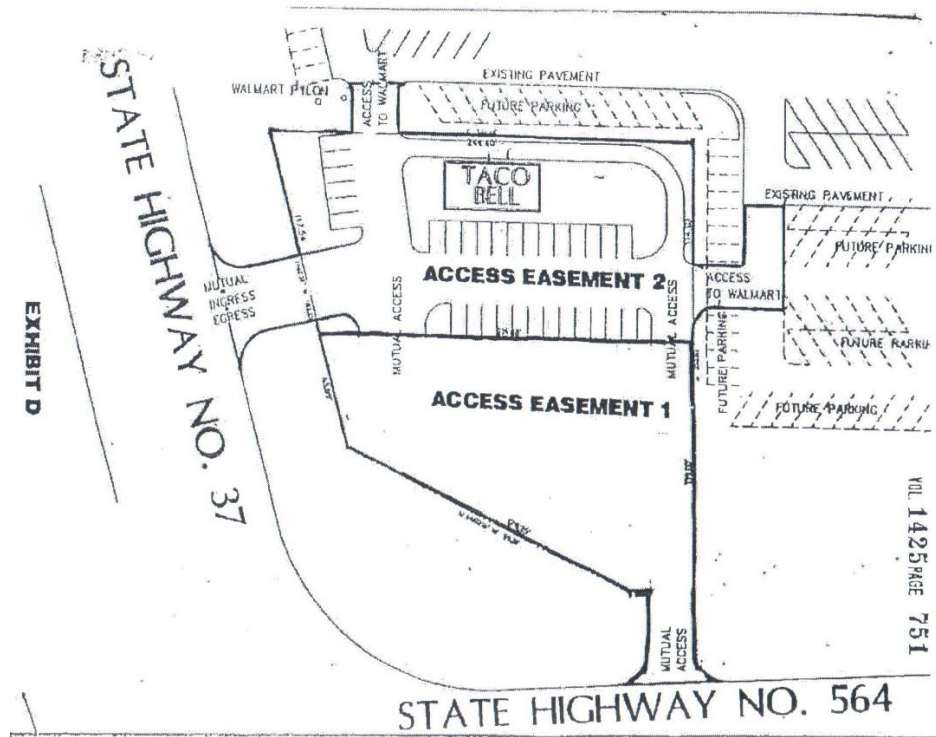 EXISTING PAVEMENT
WALMART PYLON
ACCESS
TO WALMART
FUTURE PARKING
STATE HIGHWAY NO. 37
TACO
BELL
EXISTING PAVEMENT
FUTURE PARKING
MUTUAL
INGRESS
EGRESS
ACCESS EASEMENT 2
ACCESS
TO WALMART
MUTUAL ACCESS
MUTUAL ACCESS
FUTURE PARKING
FUTURE PARKIN
EXHIBIT D
ACCESS EASEMENT 1
FUTURE PARKING
VOL 1425 PAGE 751
MUTUAL
ACCESS
STATE HIGHWAY NO. 564